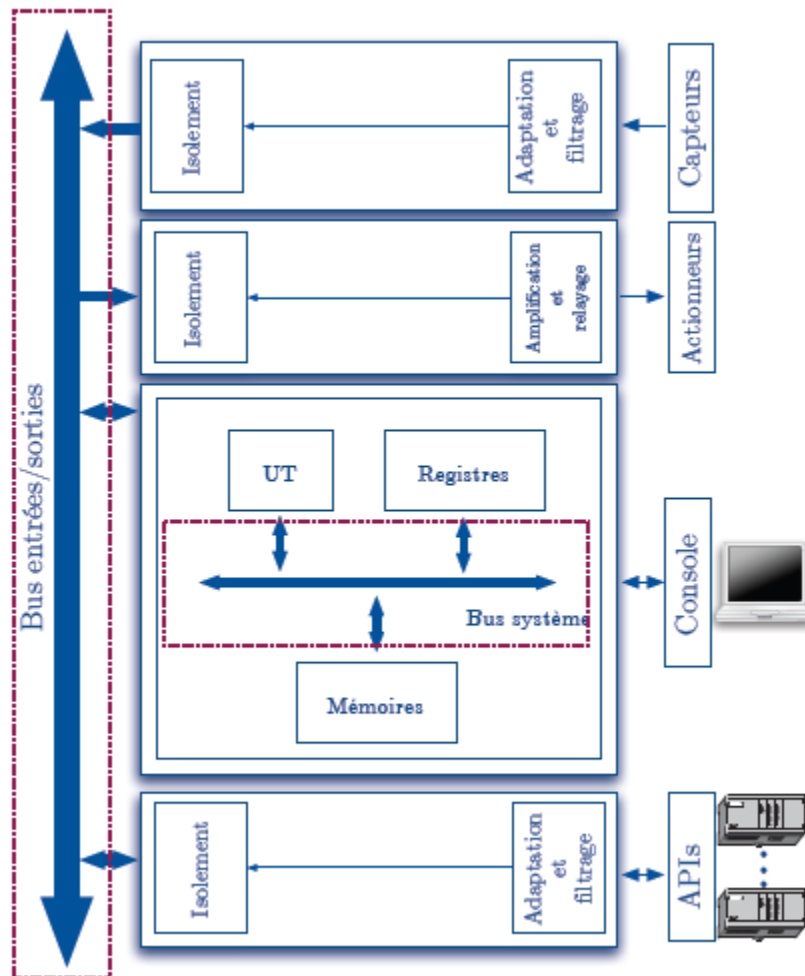 Bus entrées/sorties
Isolement
Adaptation
et
filtrage
Capteurs
Isolement
Amplification
et
relayage
Actionneurs
UT
Registres
Bus système
Mémoires
Console
Isolement
Adaptation
et
filtrage
APIs